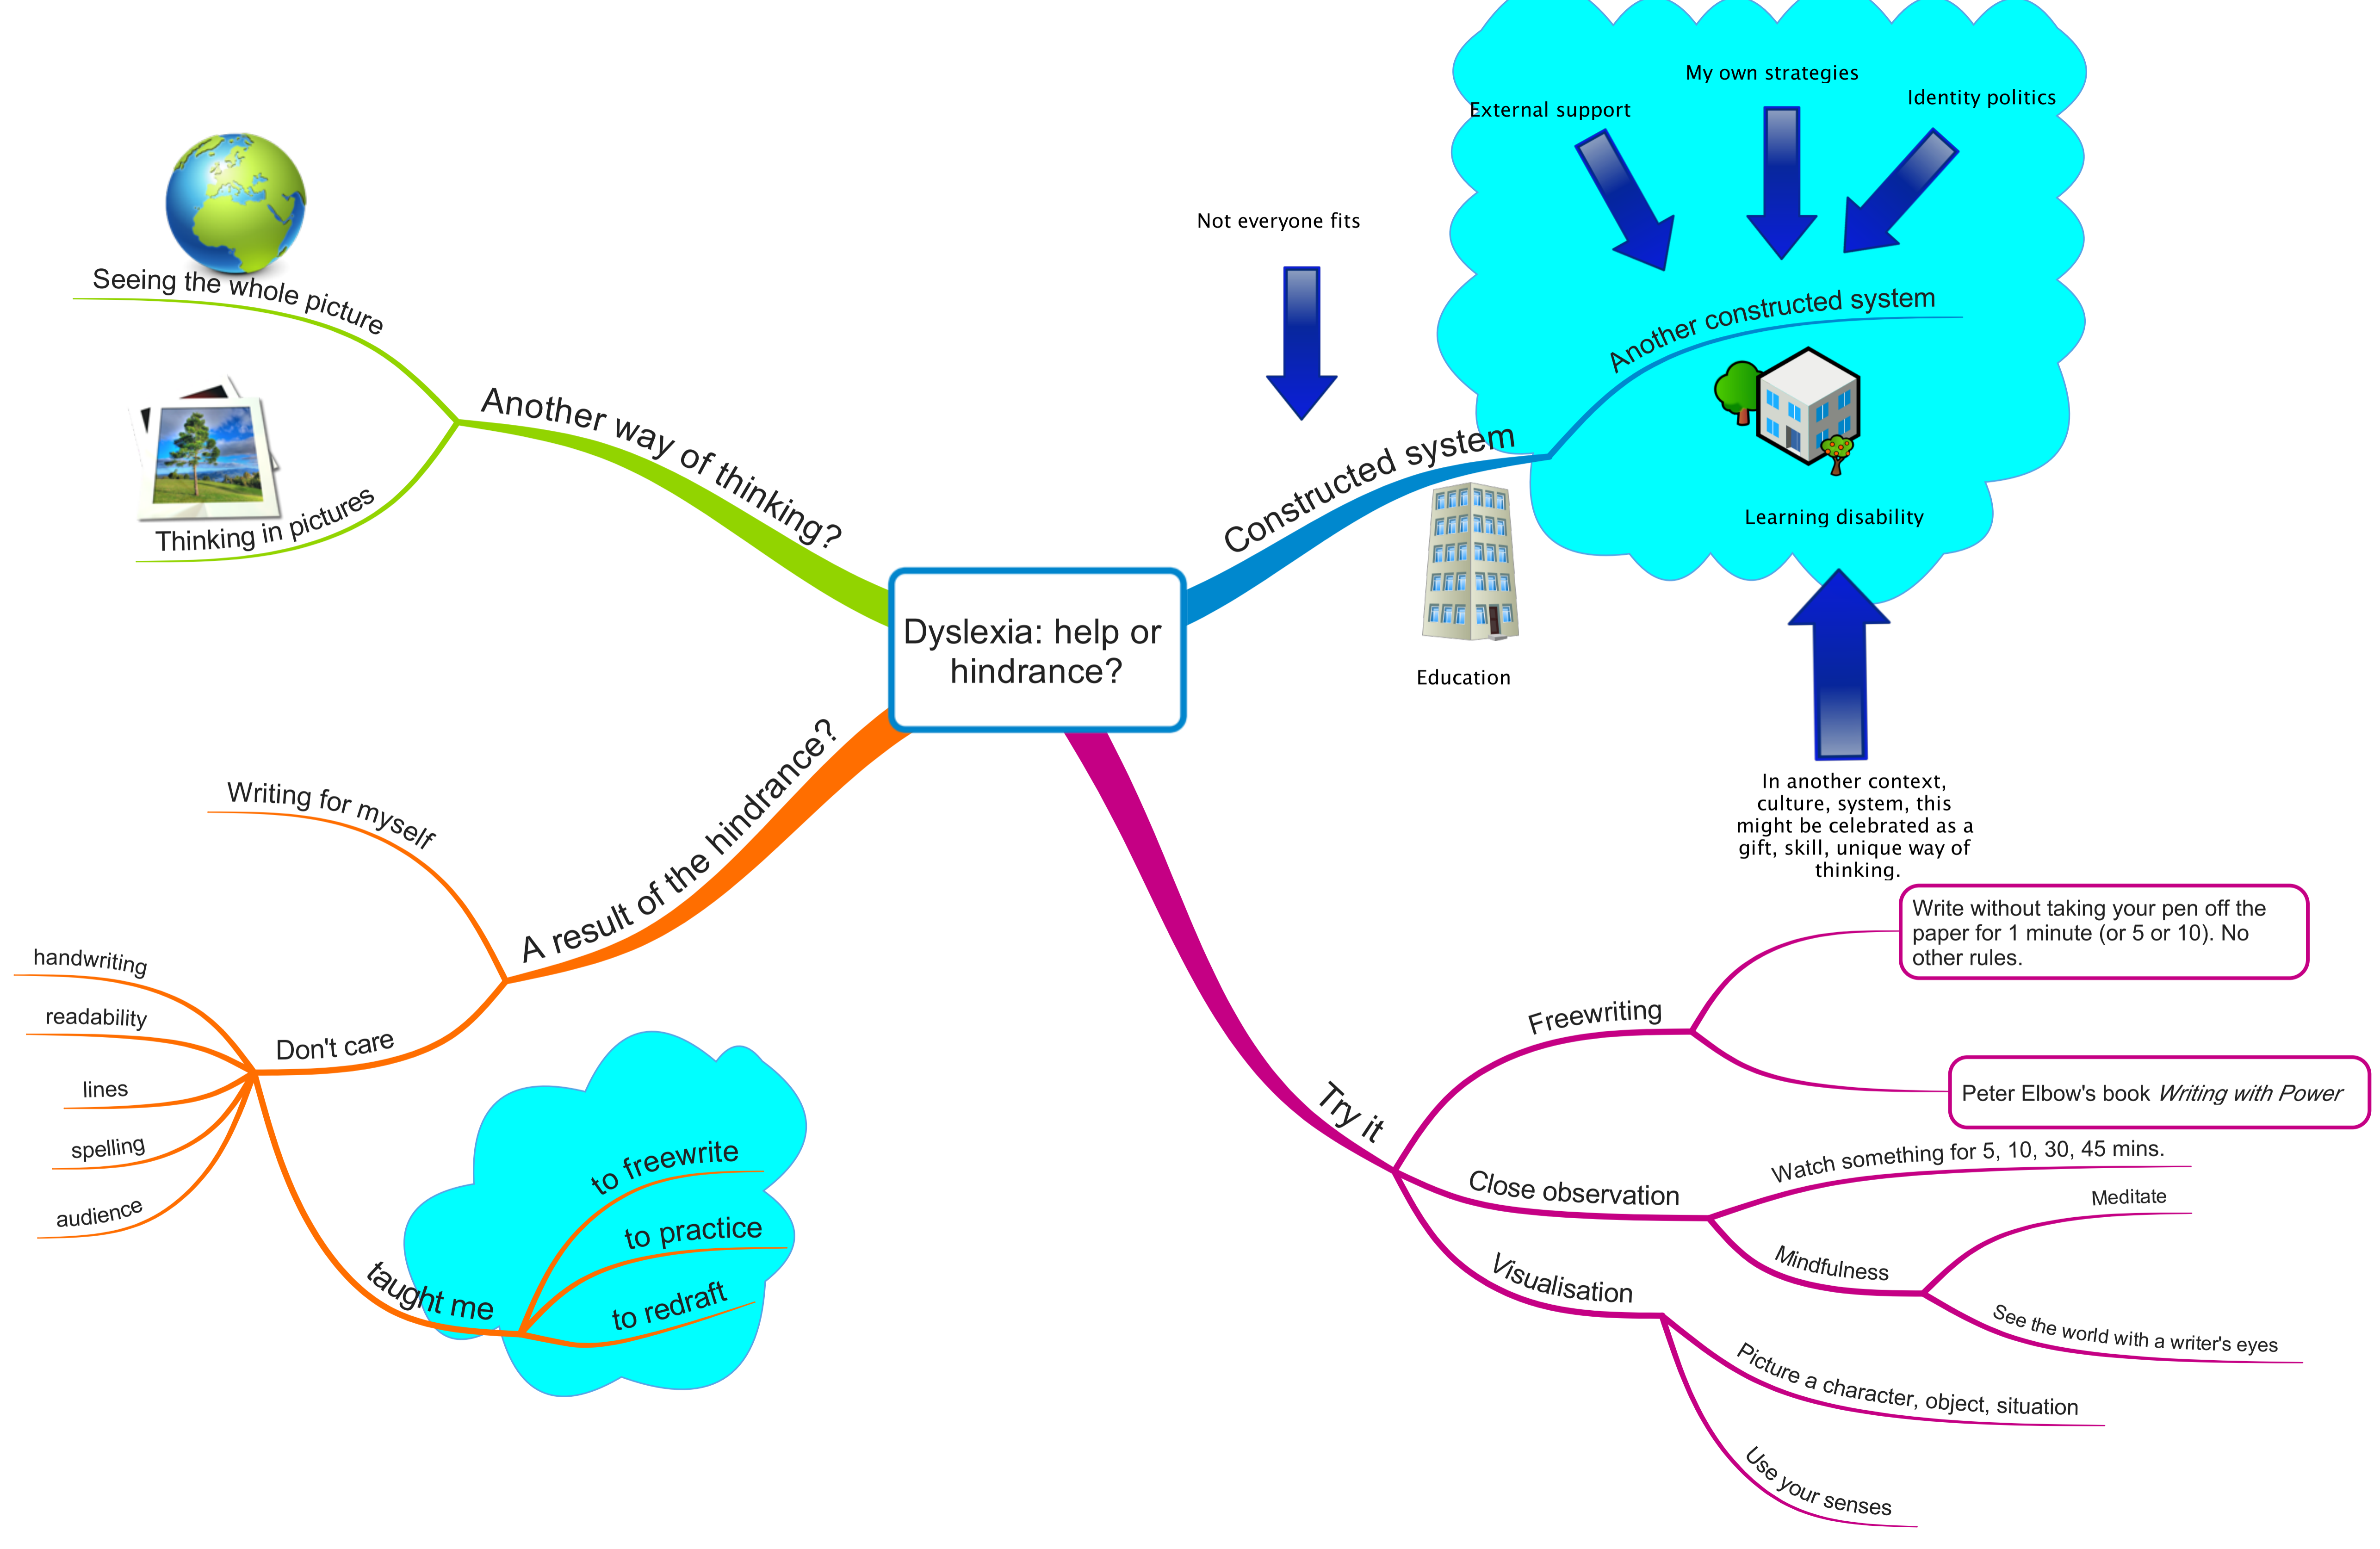 Dyslexia: help or
hindrance?
Another way of thinking?
Seeing the whole picture
Thinking in pictures
Constructed system
Not everyone fits
Education
Another constructed system
External support
My own strategies
Identity politics
Learning disability
In another context,
culture, system, this
might be celebrated as a
gift, skill, unique way of
thinking.
A result of the hindrance?
Writing for myself
Don't care
handwriting
readability
lines
spelling
audience
taught me
to freewrite
to practice
to redraft
Try it
Freewriting
Write without taking your pen off the
paper for 1 minute (or 5 or 10). No
other rules.
Peter Elbow's book Writing with Power
Close observation
Watch something for 5, 10, 30, 45 mins.
Mindfulness
Meditate
See the world with a writer's eyes
Visualisation
Picture a character, object, situation
Use your senses